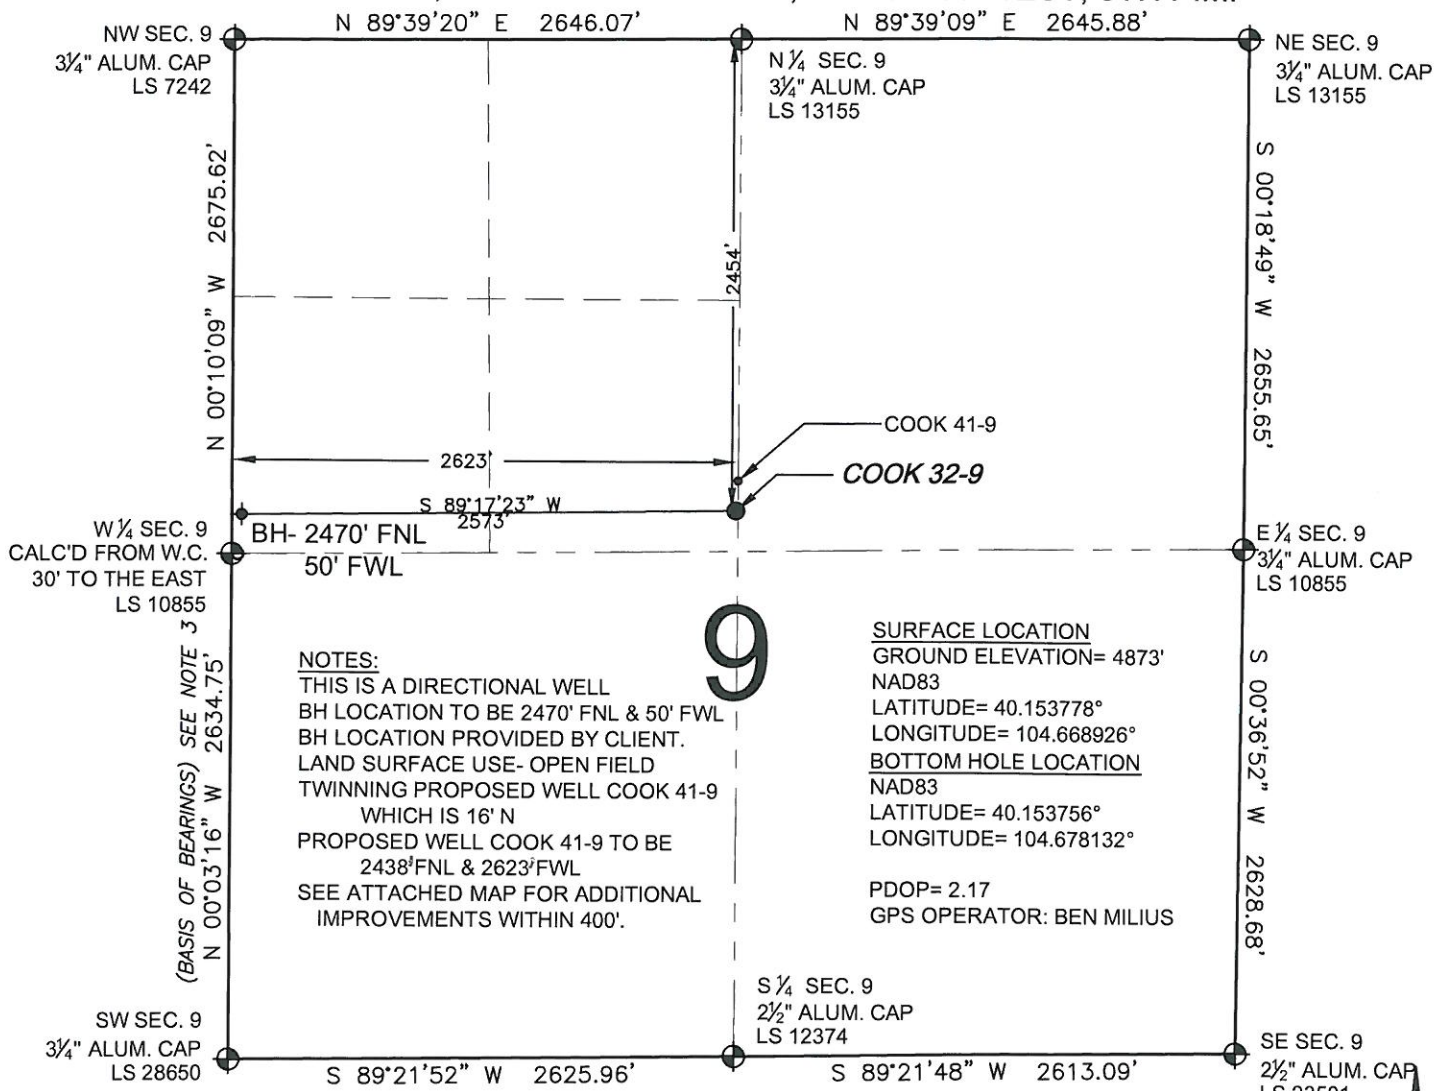 N 89°39'20" E 2646.07'
N 89°39'09" E 2645.88'
NW SEC. 9
3¼" ALUM. CAP
LS 7242
N ¼ SEC. 9
3¼" ALUM. CAP
LS 13155
NE SEC. 9
3¼" ALUM. CAP
LS 13155
N 00°10'09" W 2675.62'
2454'
S 00°18'49" W 2655.65'
COOK 41-9
2623'
COOK 32-9
S 89°17'23" W
2573'
BH- 2470' FNL
50' FWL
W ¼ SEC. 9
CALC'D FROM W.C.
30' TO THE EAST
LS 10855
E ¼ SEC. 9
3¼" ALUM. CAP
LS 10855
9
(BASIS OF BEARINGS) SEE NOTE 3
N 00°03'16" W 2634.75'
NOTES:
THIS IS A DIRECTIONAL WELL
BH LOCATION TO BE 2470' FNL & 50' FWL
BH LOCATION PROVIDED BY CLIENT.
LAND SURFACE USE- OPEN FIELD
TWINNING PROPOSED WELL COOK 41-9
WHICH IS 16' N
PROPOSED WELL COOK 41-9 TO BE
2438' FNL & 2623' FWL
SEE ATTACHED MAP FOR ADDITIONAL
IMPROVEMENTS WITHIN 400'.
SURFACE LOCATION
GROUND ELEVATION= 4873'
NAD83
LATITUDE= 40.153778°
LONGITUDE= 104.668926°
BOTTOM HOLE LOCATION
NAD83
LATITUDE= 40.153756°
LONGITUDE= 104.678132°
PDOP= 2.17
GPS OPERATOR: BEN MILIUS
S 00°36'52" W 2628.68'
SW SEC. 9
3¼" ALUM. CAP
LS 28650
S ¼ SEC. 9
2½" ALUM. CAP
LS 12374
SE SEC. 9
2½" ALUM. CAP
S 89°21'52" W 2625.96'
S 89°21'48" W 2613.09'